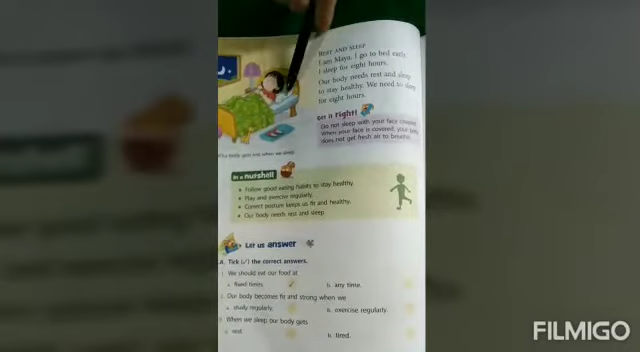 REST AND SLEEP
I am Maya. I go to bed early.
I sleep for eight hours.
Our body needs rest and sleep
to stay healthy. We need to sleep
for eight hours.
Get it right!
Do not sleep with your face covered.
When your face is covered, your body
does not get fresh air to breathe.
Our body gets rest when we sleep
In a nutshell
Follow good eating habits to stay healthy.
Play and exercise regularly.
Correct posture keeps us fit and healthy.
Our body needs rest and sleep.
Let us answer
A. Tick (✓) the correct answers.
1. We should eat our food at
a. fixed times. ✓ b. any time.
2. Our body becomes fit and strong when we
a. study regularly. b. exercise regularly.
3. When we sleep our body gets
a. rest. b. tired.
FILMIGO